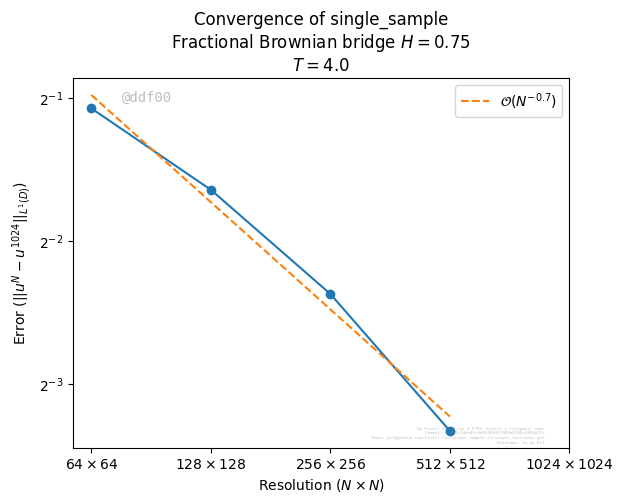 Convergence of single_sample
Fractional Brownian bridge H = 0.75
T = 4.0
@ddf00
O(N^{-0.7})
2^{-1}
2^{-2}
2^{-3}
Error (||u^N − u^{1024}||_{L^1(D)})
64 × 64
128 × 128
256 × 256
512 × 512
1024 × 1024
Resolution (N × N)